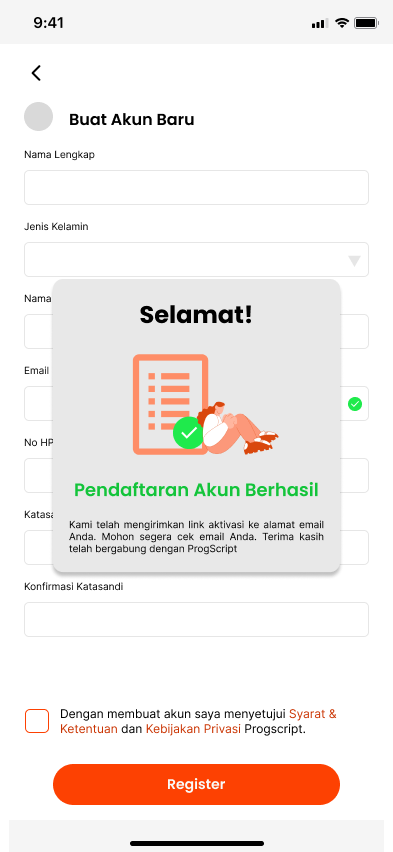 9:41
Buat Akun Baru
Nama Lengkap
Jenis Kelamin
Nama
Email
No HP
Selamat!
Pendaftaran Akun Berhasil
Kami telah mengirimkan link aktivasi ke alamat email
Anda. Mohon segera cek email Anda. Terima kasih
telah bergabung dengan ProgScript
Konfirmasi Katasandi
Dengan membuat akun saya menyetujui Syarat &
Ketentuan dan Kebijakan Privasi Progscript.
Register